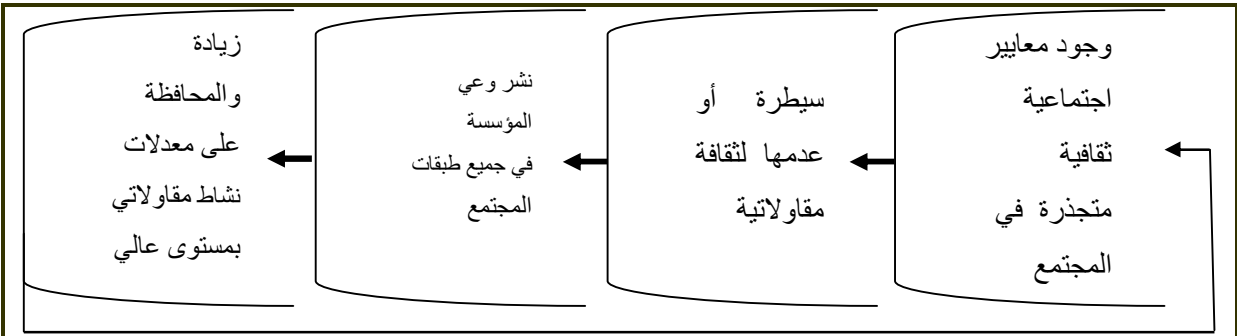 وجود معايير
اجتماعية
ثقافية
متجذرة في
المجتمع
سيطرة أو
عدمها لثقافة
مقاولاتية
نشر وعي
المؤسسة
في جميع طبقات
المجتمع
زيادة
والمحافظة
على معدلات
نشاط مقاولاتي
بمستوى عالي